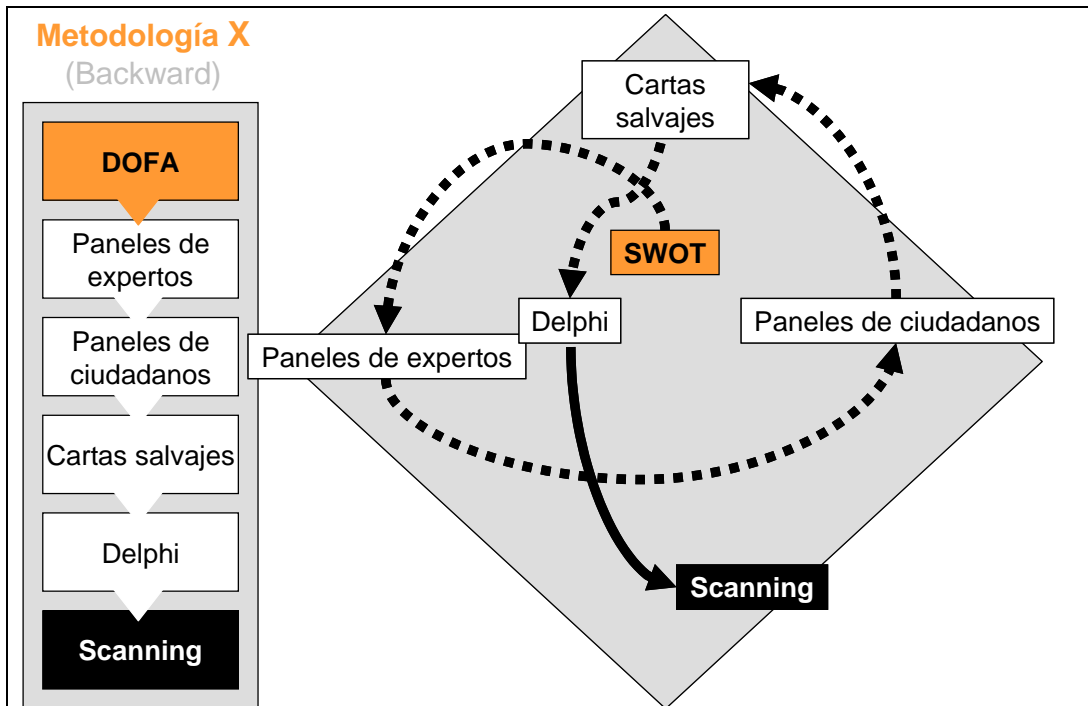 Metodología X
(Backward)
DOFA
Paneles de
expertos
Paneles de
ciudadanos
Cartas salvajes
Delphi
Scanning
Cartas
salvajes
SWOT
Delphi
Paneles de ciudadanos
Paneles de expertos
Scanning